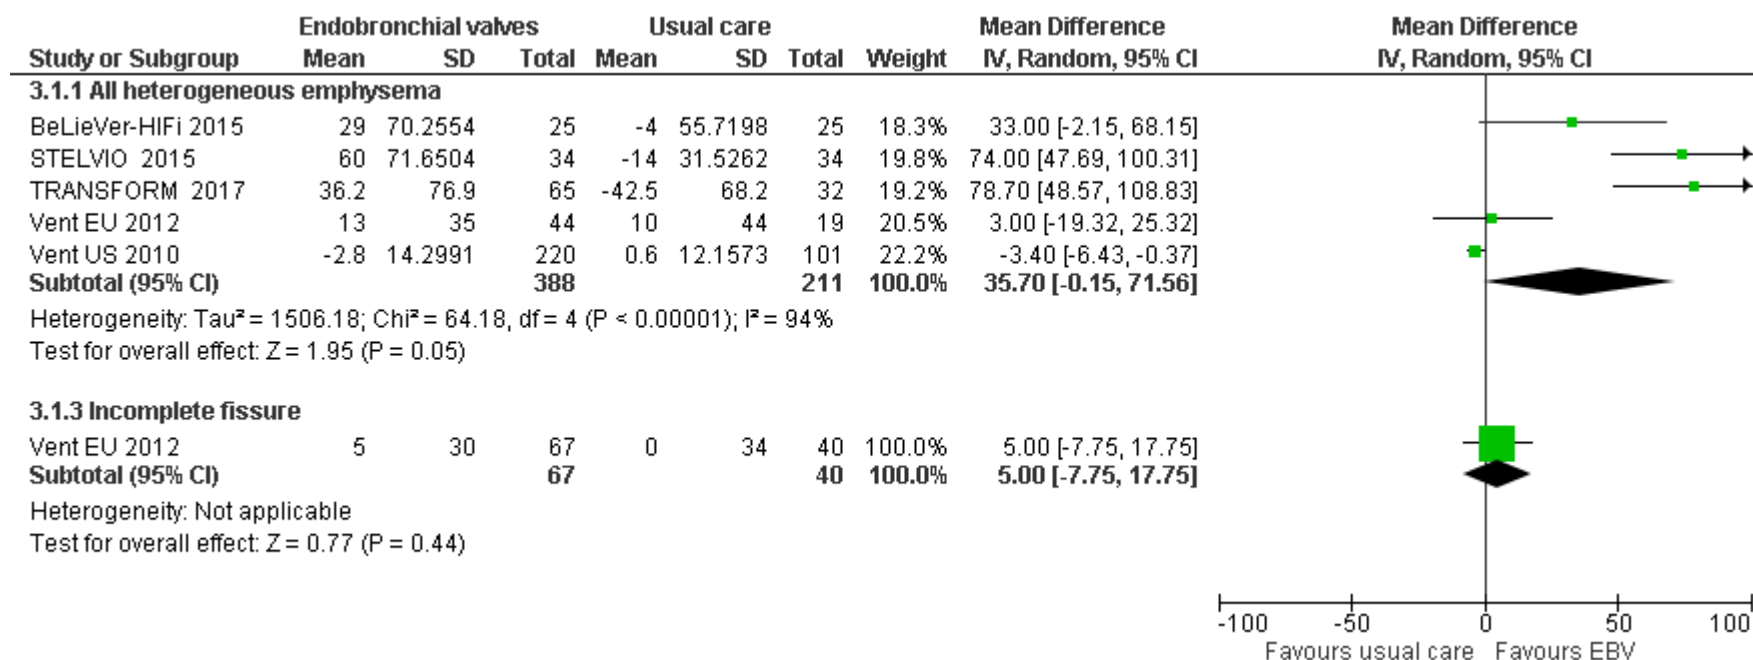 Endobronchial valves Usual care Mean Difference Mean Difference
Study or Subgroup Mean SD Total Mean SD Total Weight IV, Random, 95% CI IV, Random, 95% CI
3.1.1 All heterogeneous emphysema
BeLieVer-HIFi 2015 29 70.2554 25 -4 55.7198 25 18.3% 33.00 [-2.15, 68.15]
STELVIO 2015 60 71.6504 34 -14 31.5262 34 19.8% 74.00 [47.69, 100.31]
TRANSFORM 2017 36.2 76.9 65 -42.5 68.2 32 19.2% 78.70 [48.57, 108.83]
Vent EU 2012 13 35 44 10 44 19 20.5% 3.00 [-19.32, 25.32]
Vent US 2010 -2.8 14.2991 220 0.6 12.1573 101 22.2% -3.40 [-6.43, -0.37]
Subtotal (95% CI) 388 211 100.0% 35.70 [-0.15, 71.56]
Heterogeneity: Tau² = 1506.18; Chi² = 64.18, df = 4 (P < 0.00001); I² = 94%
Test for overall effect: Z = 1.95 (P = 0.05)
3.1.3 Incomplete fissure
Vent EU 2012 5 30 67 0 34 40 100.0% 5.00 [-7.75, 17.75]
Subtotal (95% CI) 67 40 100.0% 5.00 [-7.75, 17.75]
Heterogeneity: Not applicable
Test for overall effect: Z = 0.77 (P = 0.44)
-100 -50 0 50 100
Favours usual care Favours EBV